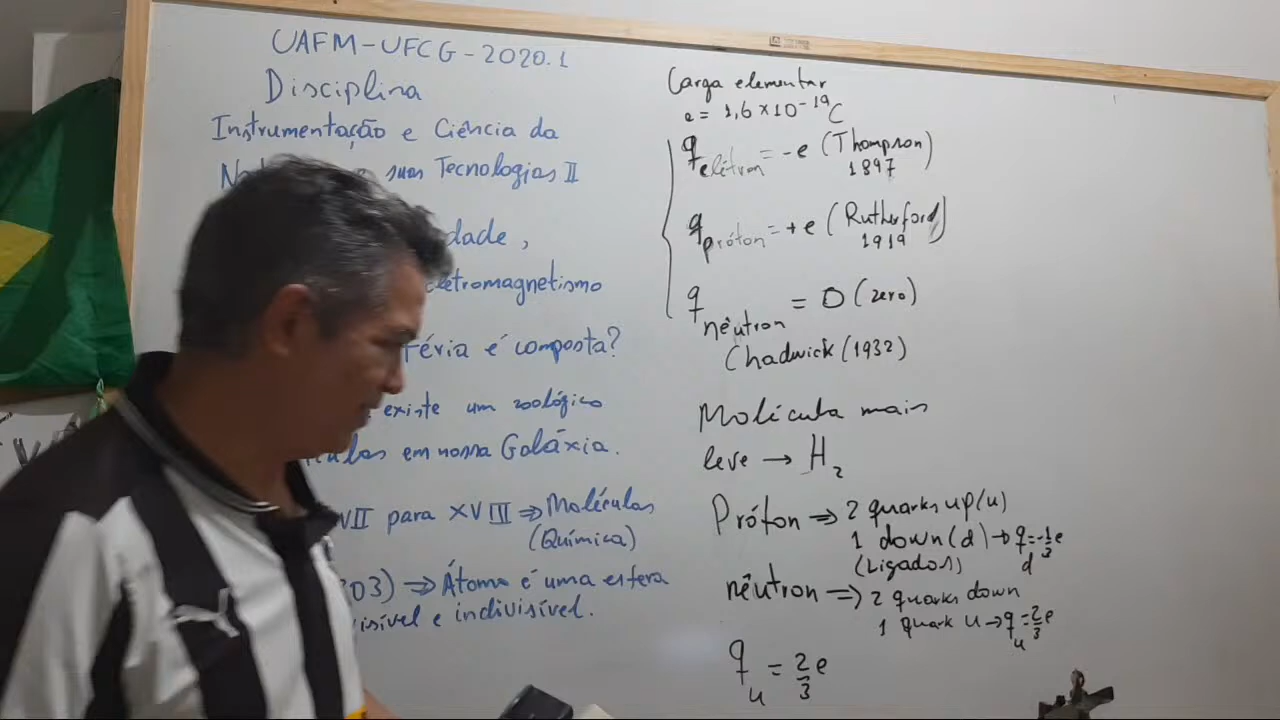 UAFM-UFCG-2020.1
Disciplina
Instrumentação e Ciência da
suas Tecnologias II
dade,
etromagnetismo
téria é composta?
existe um zoológico
culas em nossa Galáxia.
VII para XVIII ⇒ Moléculas
(Química)
03) ⇒ Átomo é uma esfera
isível e indivisível.
Carga elementar
e = 1,6 × 10⁻¹⁹C
q elétron = -e (Thompson)
1897
q próton = +e (Rutherford)
1919
q nêutron = 0 (zero)
Chadwick (1932)
Molécula mais
leve → H₂
Próton ⇒ 2 quarks up(u)
1 down(d) → q d = -1/3 e
(Ligados)
nêutron ⇒ 2 quarks down
1 quark u → q u = 2/3 e
q u = 2/3 e